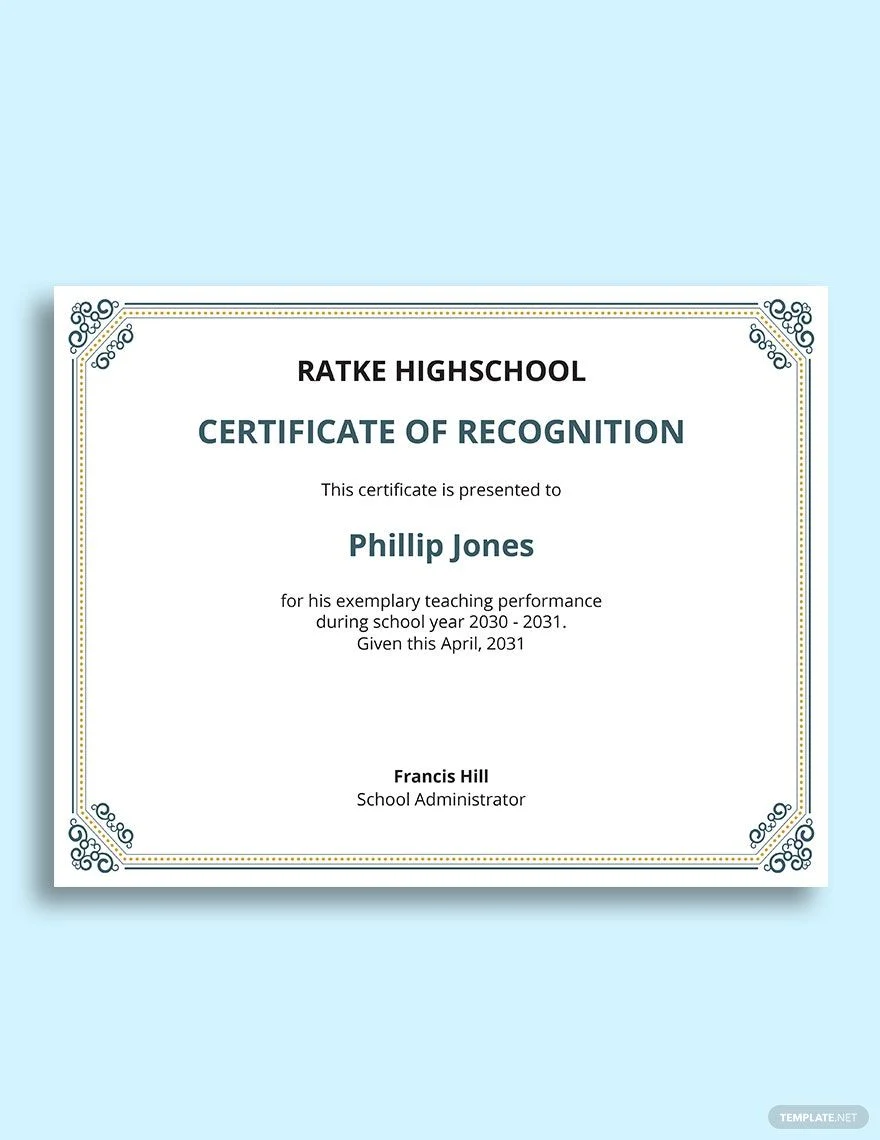 RATKE HIGHSCHOOL
CERTIFICATE OF RECOGNITION
This certificate is presented to
Phillip Jones
for his exemplary teaching performance
during school year 2030 - 2031.
Given this April, 2031
Francis Hill
School Administrator
TEMPLATE.NET